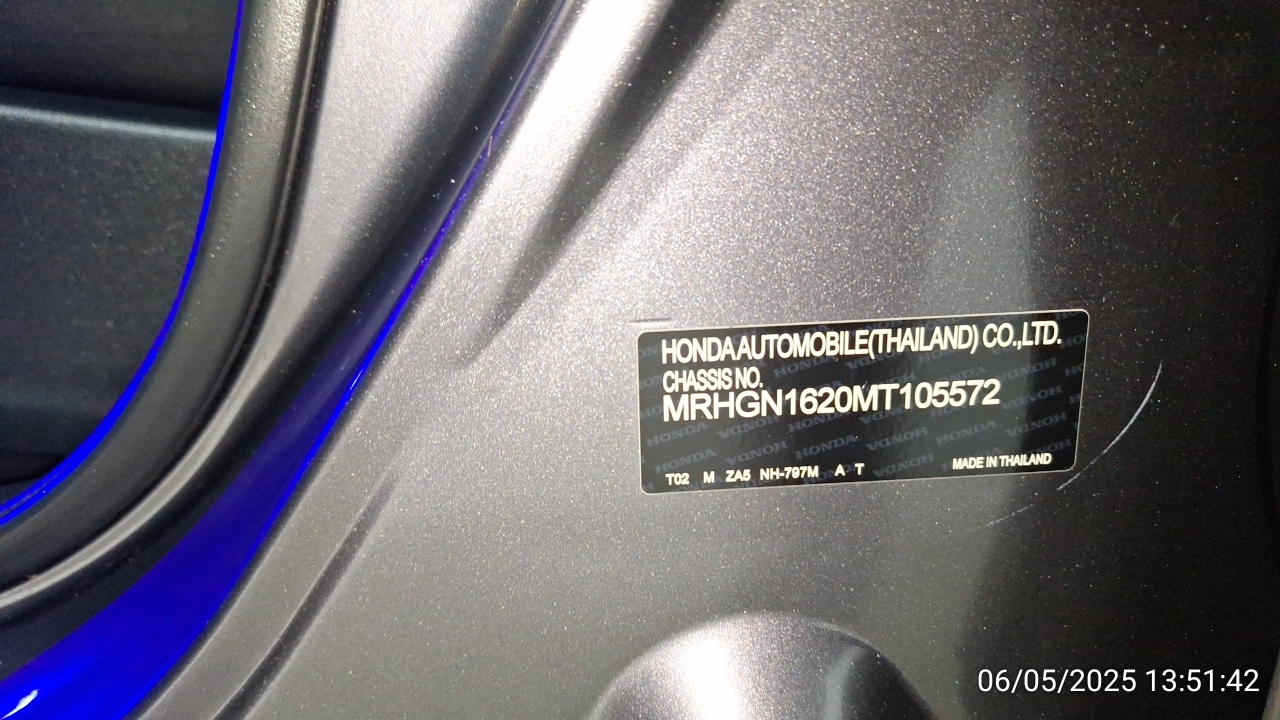 HONDA AUTOMOBILE(THAILAND) CO.,LTD.
CHASSIS NO.
MRHGN1620MT105572
T02 M ZA5 NH-797M A T MADE IN THAILAND
06/05/2025 13:51:42